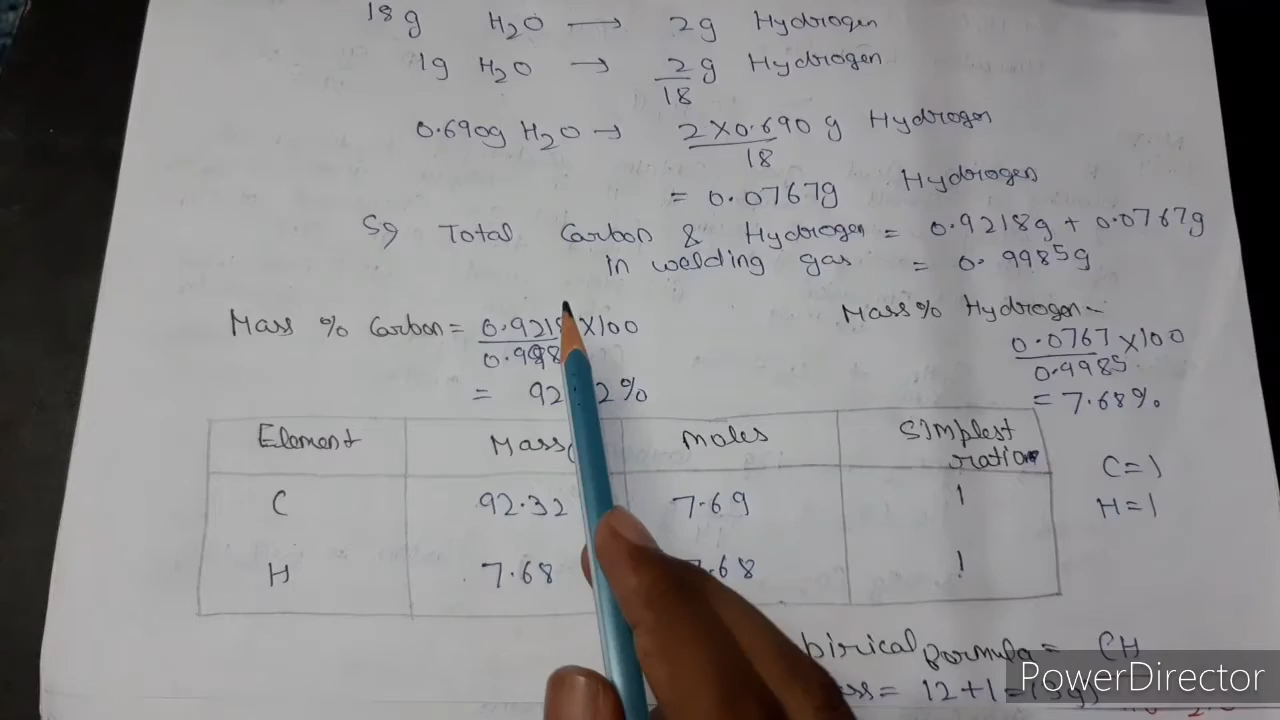 18g H2O → 2g Hydrogen
1g H2O → 2/18 g Hydrogen
0.690g H2O → 2×0.690/18 g Hydrogen
= 0.0767g Hydrogen
So Total Carbon & Hydrogen = 0.9218g + 0.0767g
in welding gas = 0.9985g
Mass % Carbon = ×100
= 
Mass % Hydrogen
0.0767/0.9985 ×100
= 7.68%
Element Mass Moles Simplest ratio
C 92.32 7.69 1
H 7.68 1
C=1
H=1
formula = CH
= 12+1
PowerDirector